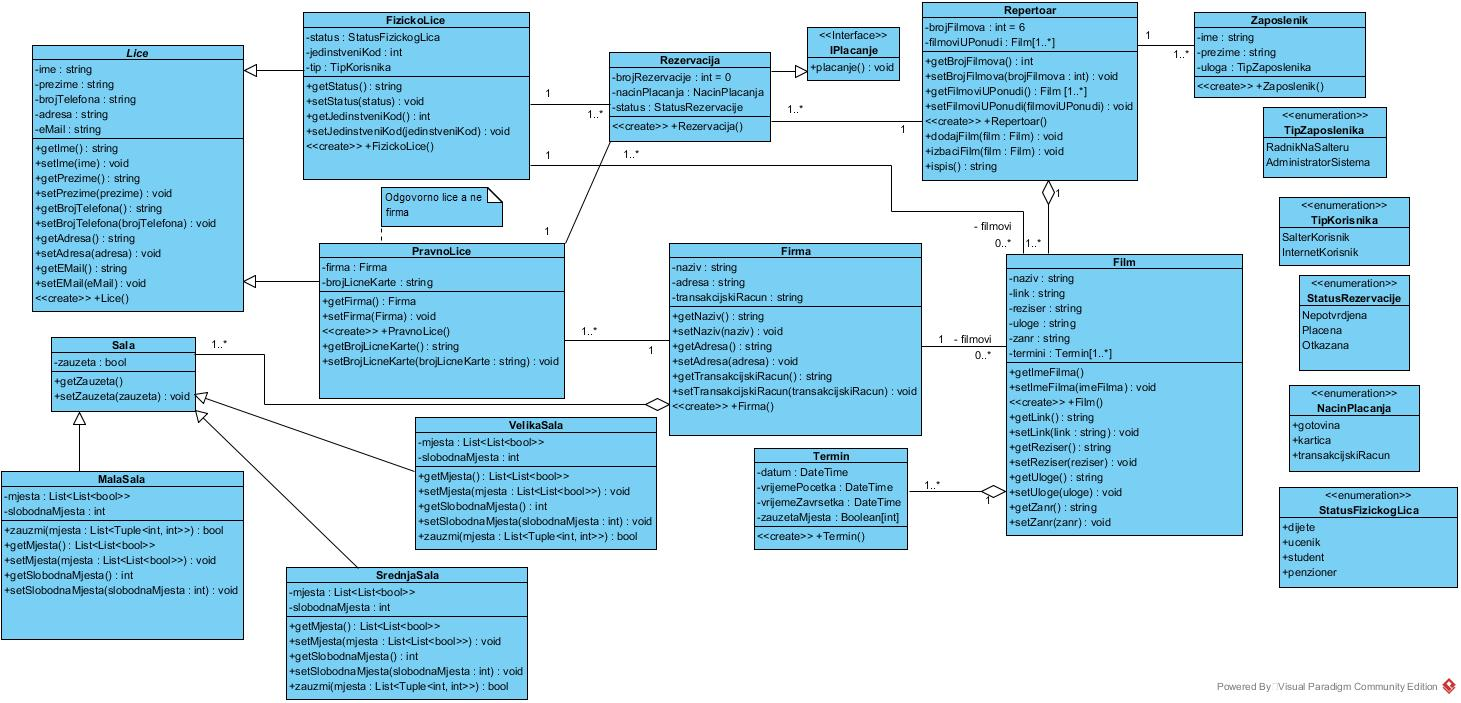 Lice
-ime : string
-prezime : string
-brojTelefona : string
-adresa : string
-eMail : string
+getIme() : string
+setIme(ime) : void
+getPrezime() : string
+setPrezime(prezime) : void
+getBrojTelefona() : string
+setBrojTelefona(brojTelefona) : void
+getAdresa() : string
+setAdresa(adresa) : void
+getEMail() : string
+setEMail(eMail) : void
<<create>> +Lice()
FizickoLice
-status : StatusFizickogLica
-jedinstveniKod : int
-tip : TipKorisnika
+getStatus() : string
+setStatus(status) : void
+getJedinstveniKod() : int
+setJedinstveniKod(jedinstveniKod) : void
<<create>> +FizickoLice()
1
1..*
1
Rezervacija
-brojRezervacije : int = 0
-nacinPlacanja : NacinPlacanja
-status : StatusRezervacije
<<create>> +Rezervacija()
1..*
1
1..*
1
<<Interface>>
IPlacanje
+placanje() : void
Repertoar
-brojFilmova : int = 6
-filmoviUPonudi : Film[1..*]
+getBrojFilmova() : int
+setBrojFilmova(brojFilmova : int) : void
+getFilmoviUPonudi() : Film [1..*]
+setFilmoviUPonudi(filmoviUPonudi) : void
<<create>> +Repertoar()
+dodajFilm(film : Film) : void
+izbaciFilm(film : Film) : void
+ispis() : string
1
1..*
1
- filmovi
0..*
1..*
Zaposlenik
-ime : string
-prezime : string
-uloga : TipZaposlenika
<<create>> +Zaposlenik()
<<enumeration>>
TipZaposlenika
RadnikNaSalteru
AdministratorSistema
<<enumeration>>
TipKorisnika
SalterKorisnik
InternetKorisnik
<<enumeration>>
StatusRezervacije
Nepotvrdjena
Placena
Otkazana
<<enumeration>>
NacinPlacanja
+gotovina
+kartica
+transakcijskiRacun
<<enumeration>>
StatusFizickogLica
+dijete
+ucenik
+student
+penzioner
Odgovorno lice a ne
firma
PravnoLice
-firma : Firma
-brojLicneKarte : string
+getFirma() : Firma
+setFirma(Firma) : void
<<create>> +PravnoLice()
+getBrojLicneKarte() : string
+setBrojLicneKarte(brojLicneKarte : string) : void
1..*
1
Firma
-naziv : string
-adresa : string
-transakcijskiRacun : string
+getNaziv() : string
+setNaziv(naziv) : void
+getAdresa() : string
+setAdresa(adresa) : void
+getTransakcijskiRacun() : string
+setTransakcijskiRacun(transakcijskiRacun) : void
<<create>> +Firma()
1
- filmovi
0..*
Film
-naziv : string
-link : string
-reziser : string
-uloge : string
-zanr : string
-termini : Termin[1..*]
+getImeFilma()
+setImeFilma(imeFilma) : void
<<create>> +Film()
+getLink() : string
+setLink(link : string) : void
+getReziser() : string
+setReziser(reziser) : void
+getUloge() : string
+setUloge(uloge) : void
+getZanr() : string
+setZanr(zanr) : void
1..*
1
Termin
-datum : DateTime
-vrijemePocetka : DateTime
-vrijemeZavrsetka : DateTime
-zauzetaMjesta : Boolean[int]
<<create>> +Termin()
Sala
-zauzeta : bool
+getZauzeta()
+setZauzeta(zauzeta) : void
1..*
VelikaSala
-mjesta : List<List<bool>>
-slobodnaMjesta : int
+getMjesta() : List<List<bool>>
+setMjesta(mjesta : List<List<bool>>) : void
+getSlobodnaMjesta() : int
+setSlobodnaMjesta(slobodnaMjesta : int) : void
+zauzmi(mjesta : List<Tuple<int, int>>) : bool
MalaSala
-mjesta : List<List<bool>>
-slobodnaMjesta : int
+zauzmi(mjesta : List<Tuple<int, int>>) : bool
+getMjesta() : List<List<bool>>
+setMjesta(mjesta : List<List<bool>>) : void
+getSlobodnaMjesta() : int
+setSlobodnaMjesta(slobodnaMjesta : int) : void
SrednjaSala
-mjesta : List<List<bool>>
-slobodnaMjesta : int
+getMjesta() : List<List<bool>>
+setMjesta(mjesta : List<List<bool>>) : void
+getSlobodnaMjesta() : int
+setSlobodnaMjesta(slobodnaMjesta : int) : void
+zauzmi(mjesta : List<Tuple<int, int>>) : bool
Powered By Visual Paradigm Community Edition